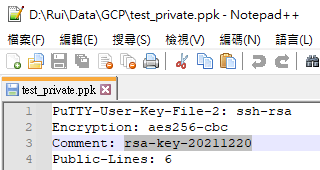 D:\Rui\Data\GCP\test_private.ppk - Notepad++
檔案(F) 編輯(E) 搜尋(S) 檢視(V) 編碼(N) 語言(L)
test_private.ppk
1 PuTTY-User-Key-File-2: ssh-rsa
2 Encryption: aes256-cbc
3 Comment: rsa-key-20211220
4 Public-Lines: 6